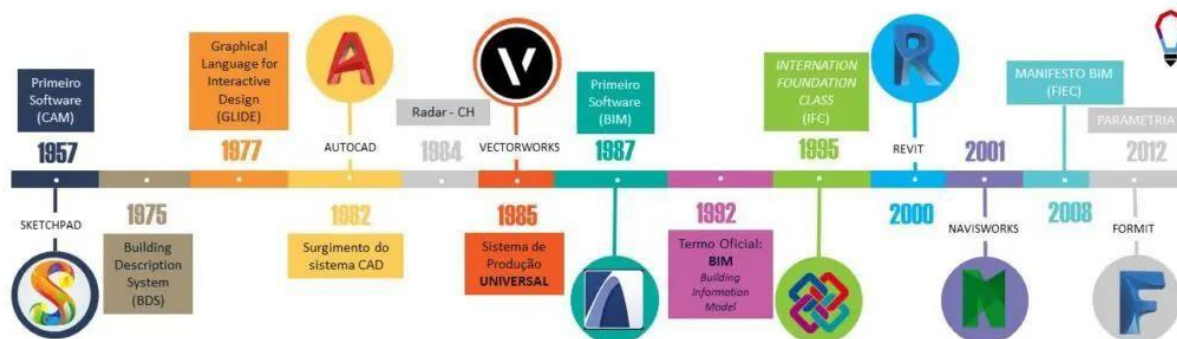 Primeiro
Software
(CAM)
1957
SKETCHPAD
1975
Building
Description
System
(BDS)
Graphical
Language for
Interactive
Design
(GLIDE)
1977
AUTOCAD
1982
Surgimento do
sistema CAD
Radar - CH
1984
VECTORWORKS
1985
Sistema de
Produção
UNIVERSAL
Primeiro
Software
(BIM)
1987
1992
Termo Oficial:
BIM
Building
Information
Model
INTERNATION
FOUNDATION
CLASS
(IFC)
1995
REVIT
2000
2001
NAVISWORKS
MANIFESTO BIM
(FIEC)
2008
PARAMETRIA
2012
FORMIT